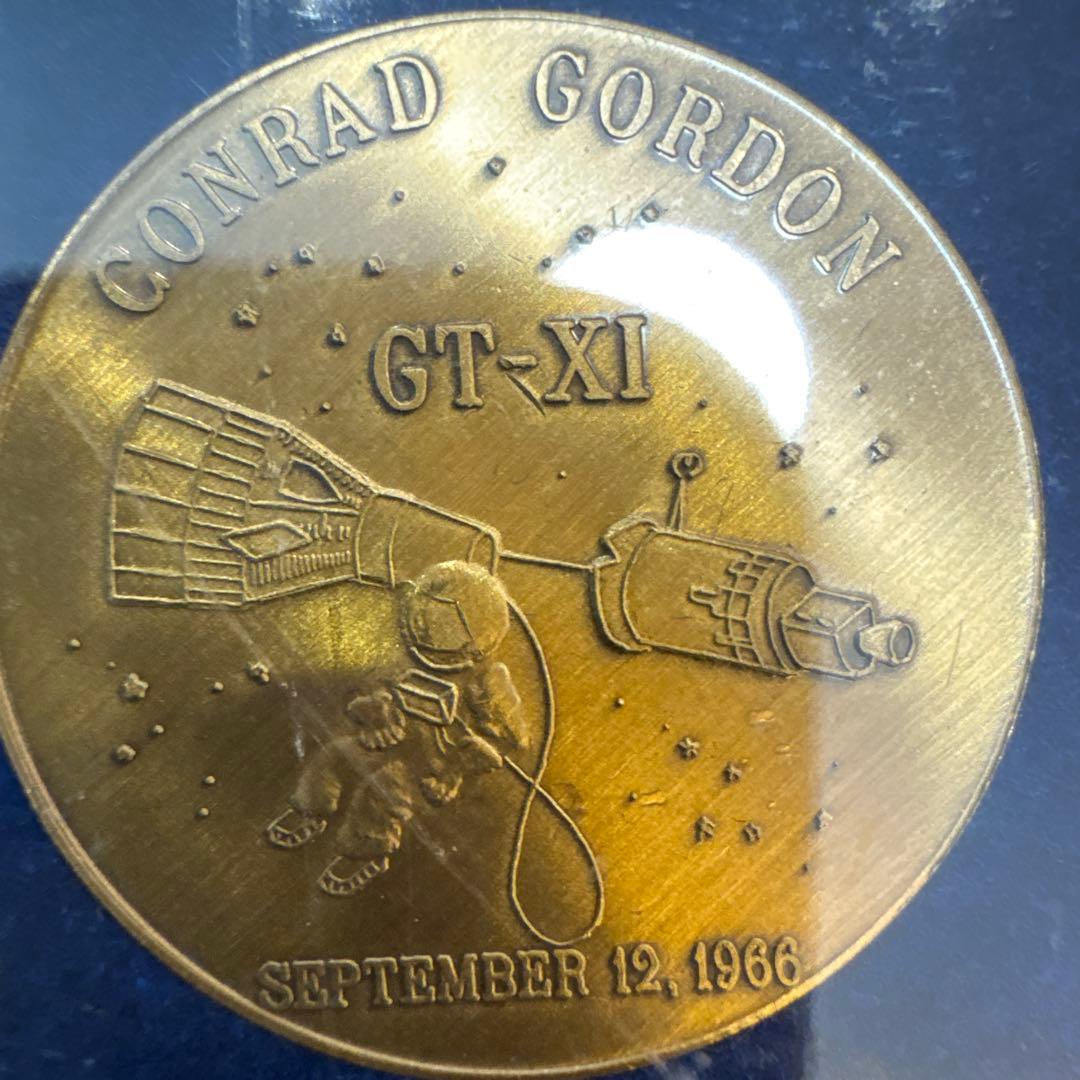 CONRAD GORDON
GT-XI
SEPTEMBER 12, 1966